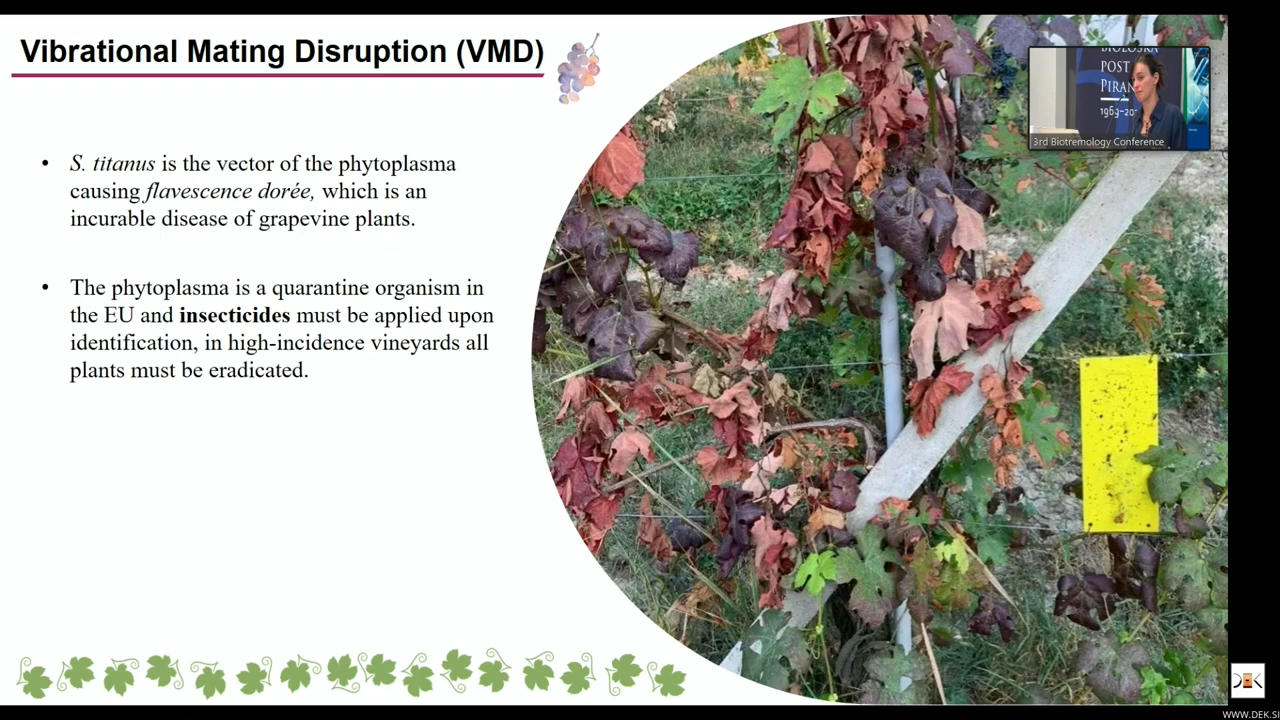 Vibrational Mating Disruption (VMD)
• S. titanus is the vector of the phytoplasma
causing flavescence dorée, which is an
incurable disease of grapevine plants.
• The phytoplasma is a quarantine organism in
the EU and insecticides must be applied upon
identification, in high-incidence vineyards all
plants must be eradicated.
POST
PIRAN
3rd Biotremology Conference
WWW.DEK.SI